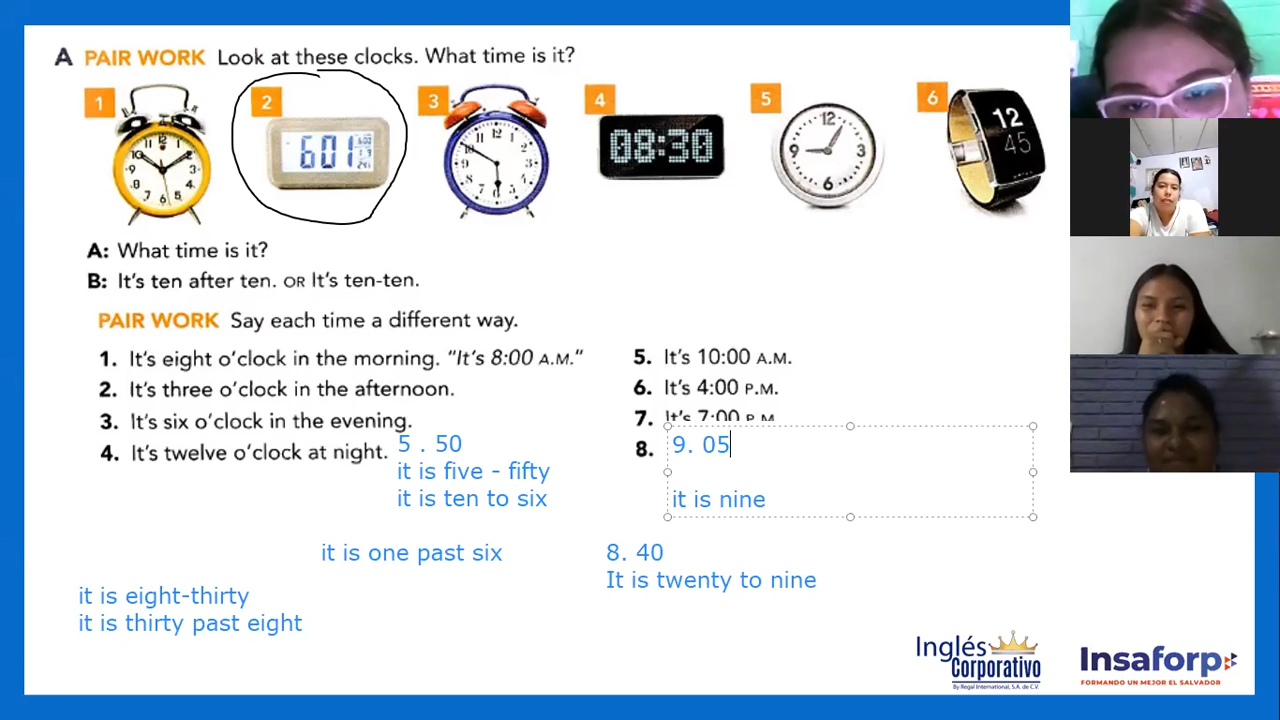 A PAIR WORK Look at these clocks. What time is it?
1 2 3 4 5 6
601
08:30
12
45
A: What time is it?
B: It's ten after ten. OR It's ten-ten.
PAIR WORK Say each time a different way.
1. It's eight o'clock in the morning. "It's 8:00 A.M."
2. It's three o'clock in the afternoon.
3. It's six o'clock in the evening.
4. It's twelve o'clock at night.
5. It's 10:00 A.M.
6. It's 4:00 P.M.
7. It's 7:00 P.M.
8.
5 . 50
it is five - fifty
it is ten to six
9. 05
it is nine
it is one past six
8. 40
It is twenty to nine
it is eight-thirty
it is thirty past eight
Inglés
Corporativo
By Regal International, S.A. de C.V.
Insaforp
FORMANDO UN MEJOR EL SALVADOR